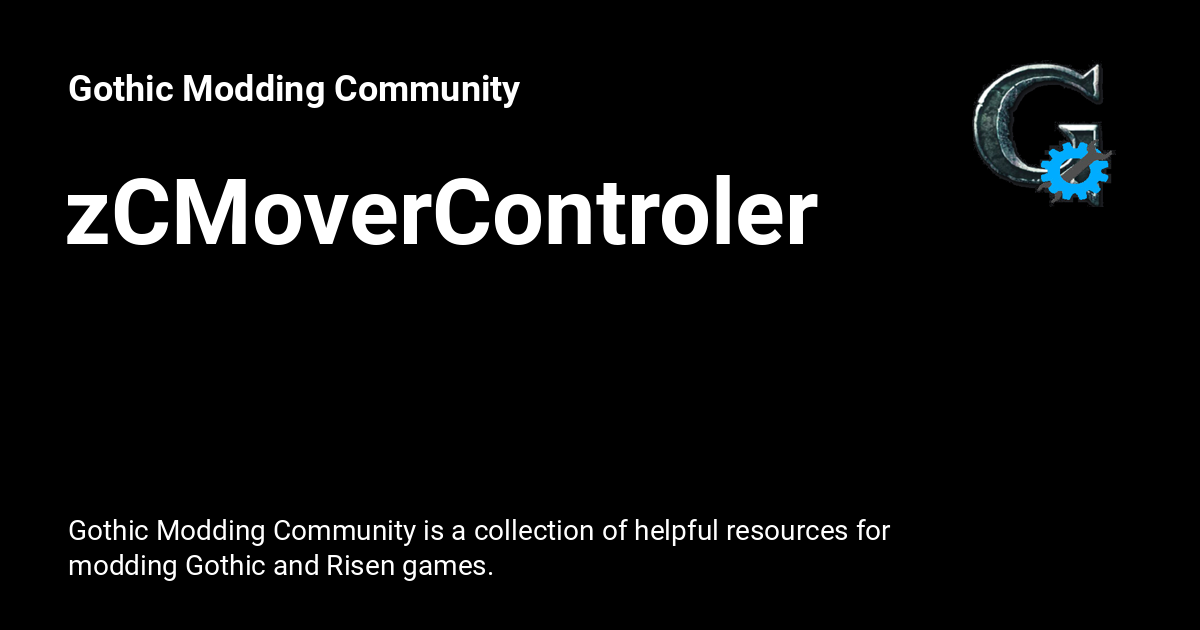 Gothic Modding Community
zCMoverControler
Gothic Modding Community is a collection of helpful resources for
modding Gothic and Risen games.
G